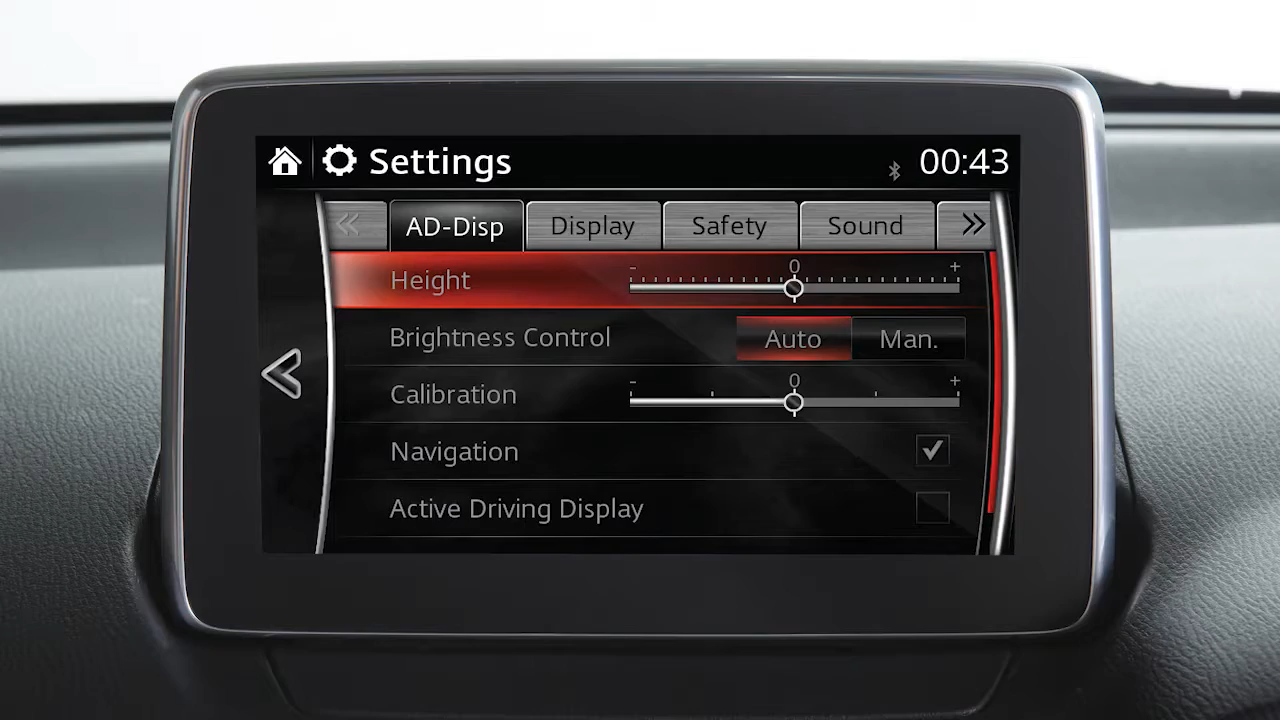 Settings 00:43
AD-Disp Display Safety Sound
Height - 0 +
Brightness Control Auto Man.
Calibration - 0 +
Navigation
Active Driving Display